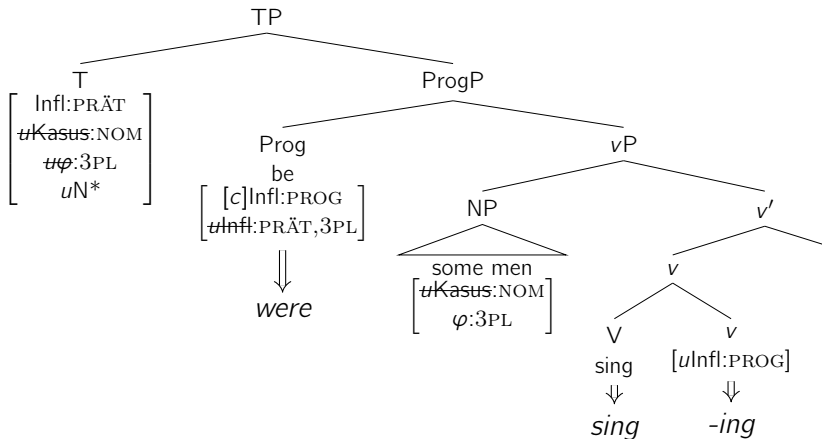 TP
T
ProgP
Infl:PRÄT
uKasus:NOM
uφ:3PL
uN*
Prog
be
[c]Infl:PROG
uInfl:PRÄT,3PL
were
vP
NP
some men
uKasus:NOM
φ:3PL
v′
v
V
v
sing
[uInfl:PROG]
⇓
⇓
sing
-ing